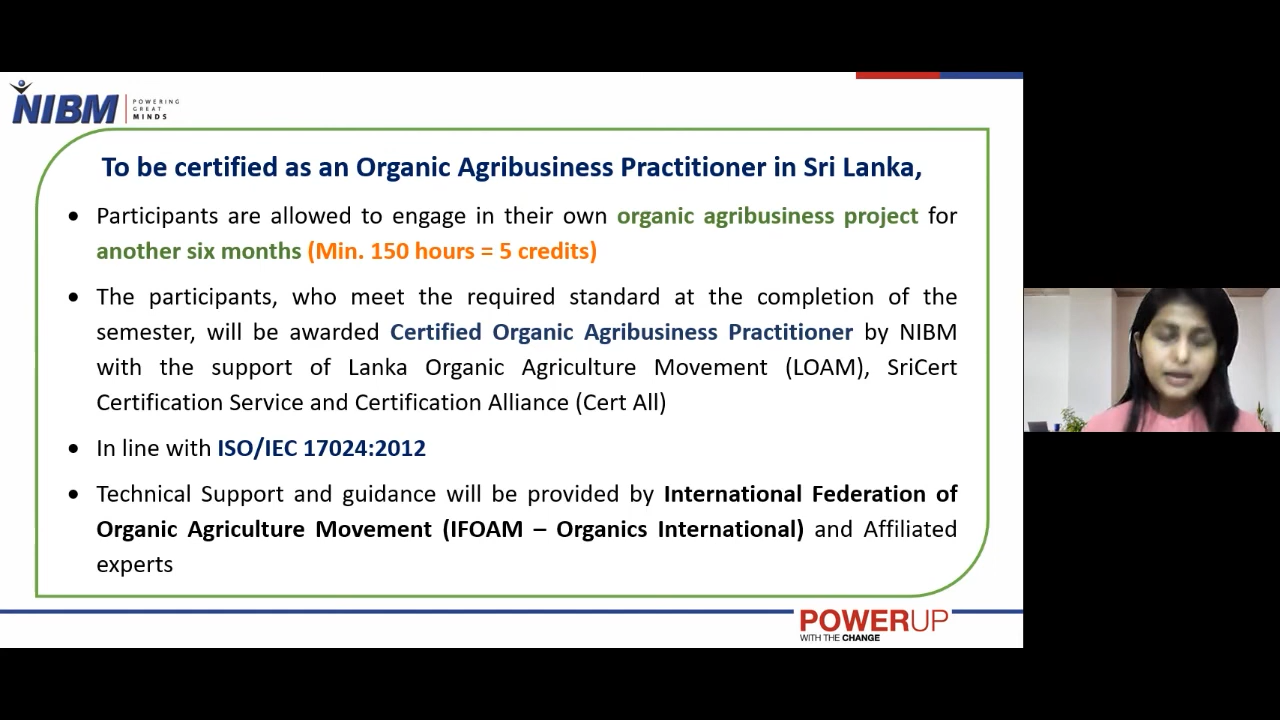 NIBM
POWERING
GREAT
MINDS
To be certified as an Organic Agribusiness Practitioner in Sri Lanka,
• Participants are allowed to engage in their own organic agribusiness project for
another six months (Min. 150 hours = 5 credits)
• The participants, who meet the required standard at the completion of the
semester, will be awarded Certified Organic Agribusiness Practitioner by NIBM
with the support of Lanka Organic Agriculture Movement (LOAM), SriCert
Certification Service and Certification Alliance (Cert All)
• In line with ISO/IEC 17024:2012
• Technical Support and guidance will be provided by International Federation of
Organic Agriculture Movement (IFOAM – Organics International) and Affiliated
experts
POWERUP
WITH THE CHANGE